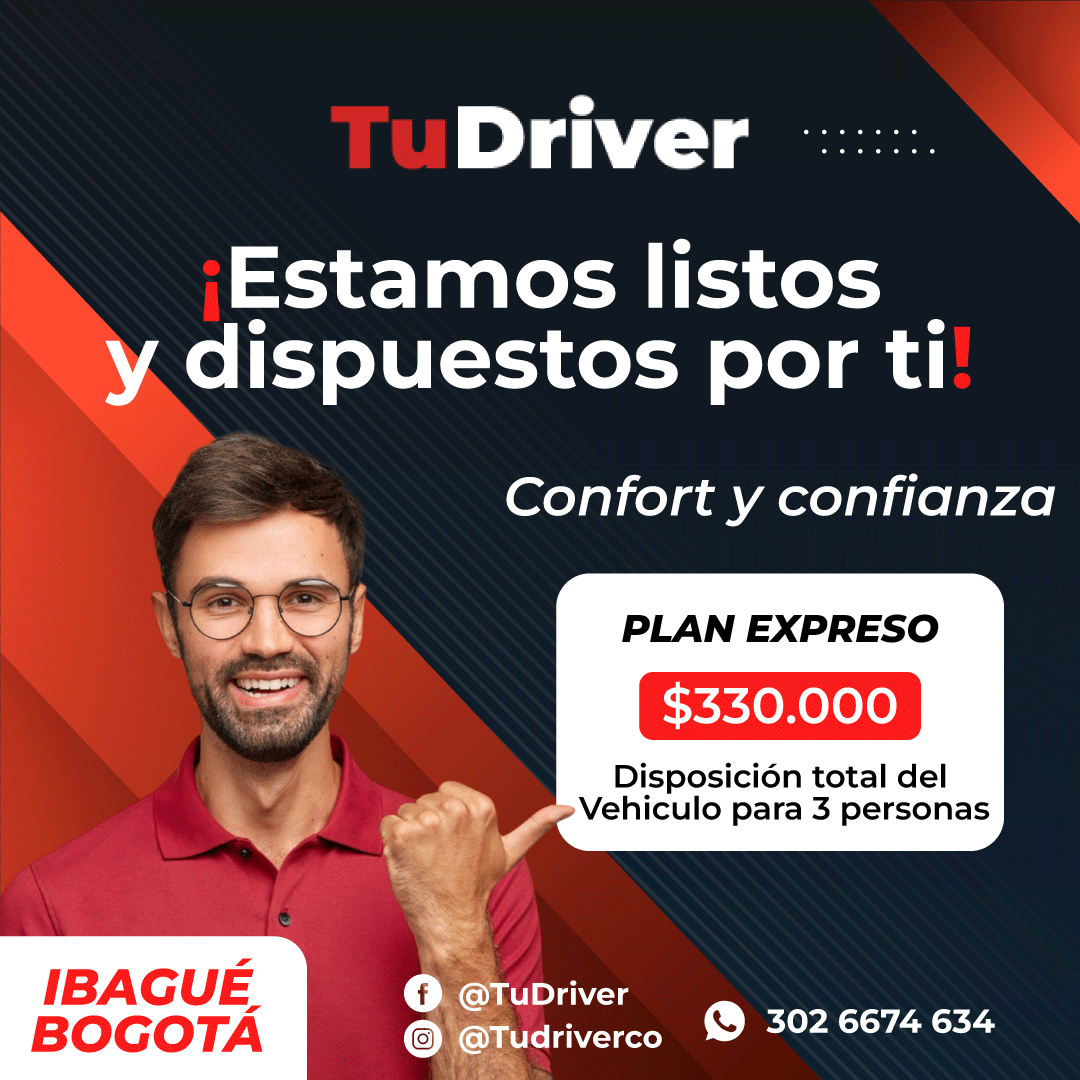 TuDriver
¡Estamos listos
y dispuestos por ti!
Confort y confianza
PLAN EXPRESO
$330.000
Disposición total del
Vehiculo para 3 personas
IBAGUÉ
BOGOTÁ
@TuDriver
@Tudriverco
302 6674 634